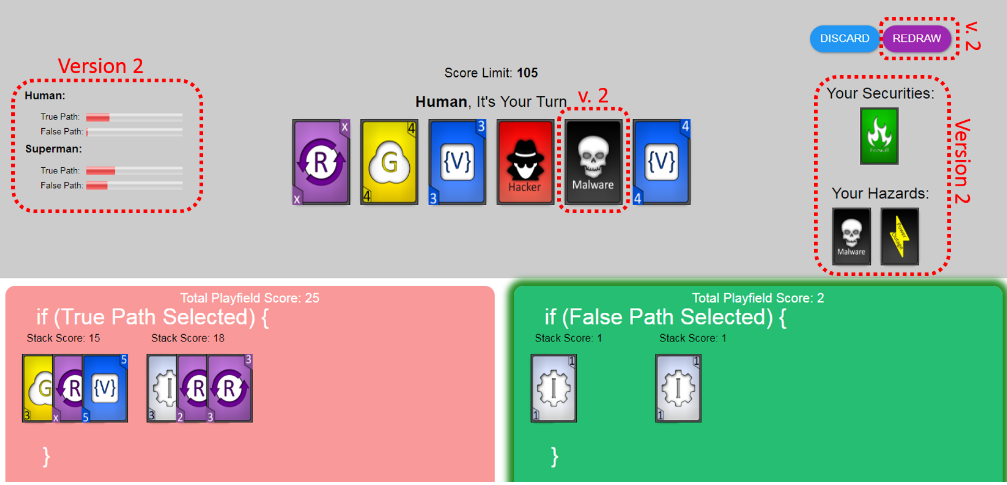 DISCARD
REDRAW
v. 2
Version 2
Score Limit: 105
Human, It's Your Turn
v. 2
Human:
True Path:
False Path:
Superman:
True Path:
False Path:
X
R
X
4
G
4
3
{V}
3
Hacker
Malware
4
{V}
4
Your Securities:
Firewall
Your Hazards:
Malware
Version 2
Total Playfield Score: 25
if (True Path Selected) {
Stack Score: 15
Stack Score: 18
G
3
R
x
5
{V}
5
I
3
R
2
3
R
3
}
Total Playfield Score: 2
if (False Path Selected) {
Stack Score: 1
Stack Score: 1
1
I
1
1
I
1
}